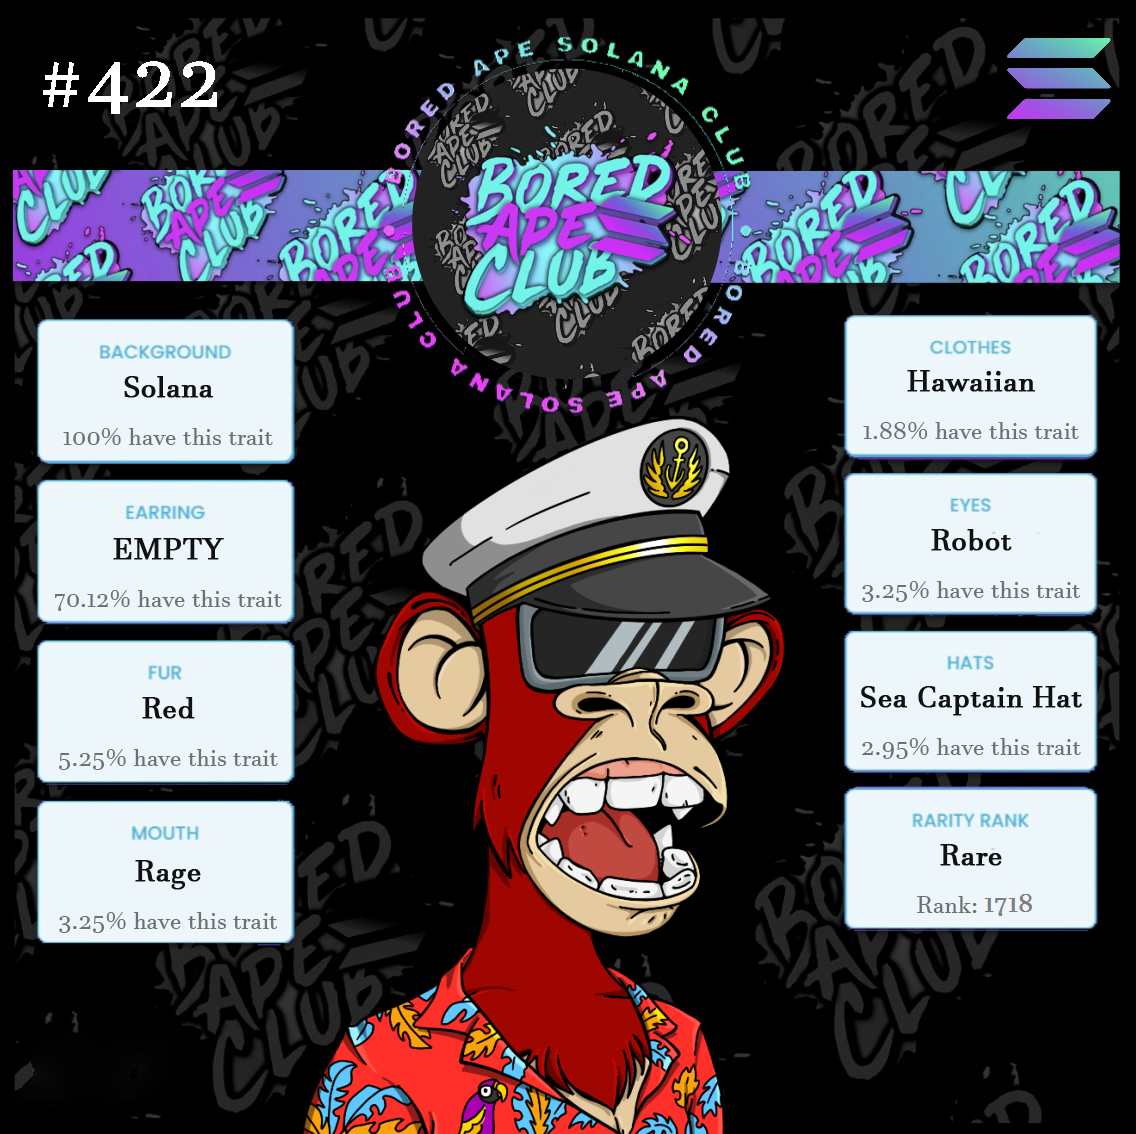 #422
BORED APE SOLANA CLUB
BORED APE SOLANA CLUB
BORED
APE
CLUB
BACKGROUND
Solana
100% have this trait
EARRING
EMPTY
70.12% have this trait
FUR
Red
5.25% have this trait
MOUTH
Rage
3.25% have this trait
CLOTHES
Hawaiian
1.88% have this trait
EYES
Robot
3.25% have this trait
HATS
Sea Captain Hat
2.95% have this trait
RARITY RANK
Rare
Rank: 1718